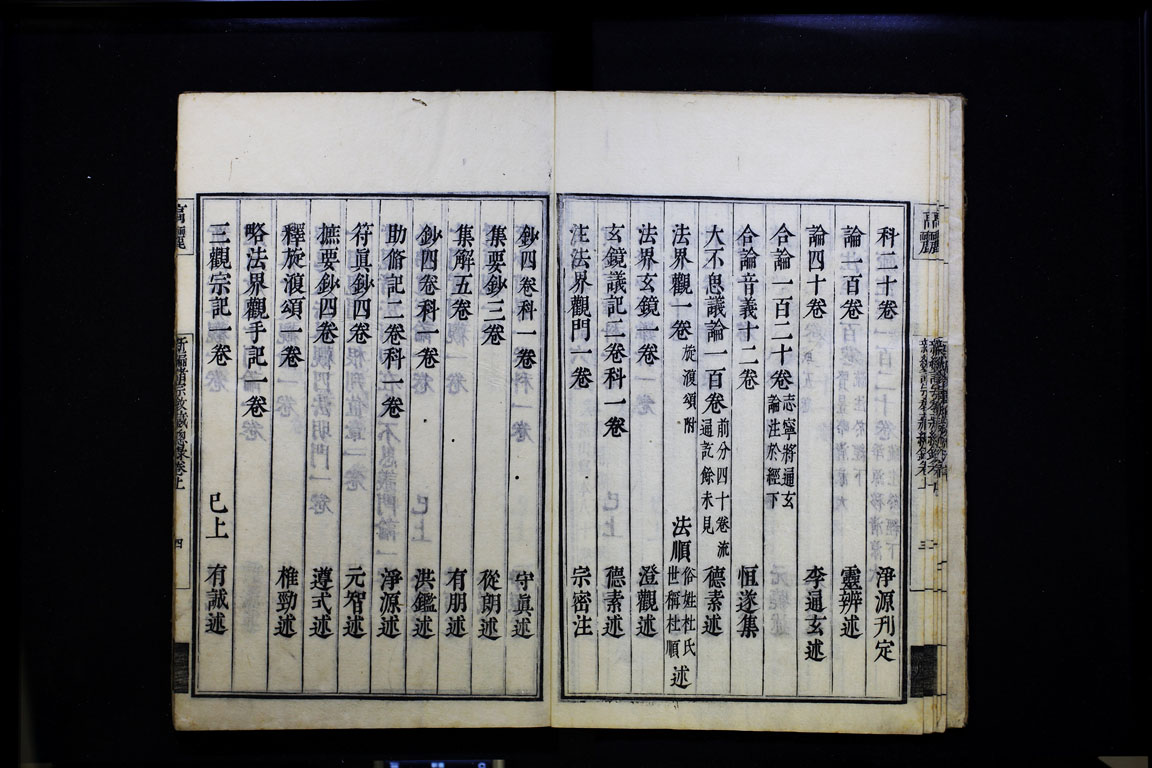 科二十卷 淨源刊定
論一百卷 靈辨述
論四十卷 李通玄述
合論一百二十卷 志寧將通玄論注於經下
合論音義十二卷 恒遂集
大不思議論一百卷 前分四十卷流通訖餘未見 德素述
法界觀一卷 旋澓頌附 法順 俗姓杜氏世稱杜順 述
法界玄鏡一卷 澄觀述
玄鏡議記二卷科一卷 已上 德素述
注法界觀門一卷 宗密注
鈔四卷科一卷 守眞述
集要鈔三卷 從朗述
集解五卷 有朋述
鈔四卷科一卷 洪鑑述
助脩記二卷科一卷 淨源述
符眞鈔四卷 元智述
摭要鈔四卷 遵式述
釋旋澓頌一卷 惟勁述
略法界觀手記一卷
三觀宗記一卷 已上 有誠述
新編諸宗教藏總錄卷上
四